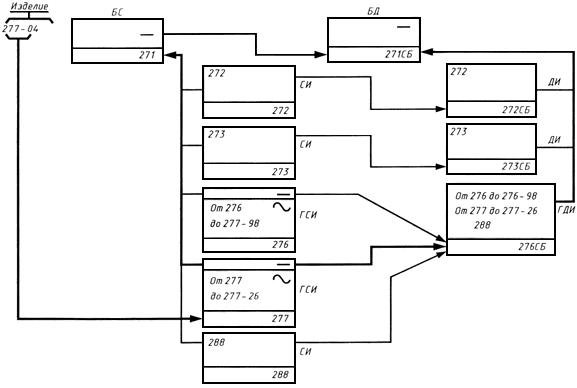 Изделие
277-04
БС
—
271
БД
—
271СБ
272
272
СИ
272
272СБ
ДИ
273
273
СИ
273
273СБ
ДИ
—
От 276
до 277-98
276
ГСИ
От 276 до 276-98
От 277 до 277-26
288
276СБ
ГДИ
—
От 277
до 277-26
277
ГСИ
288
288
СИ